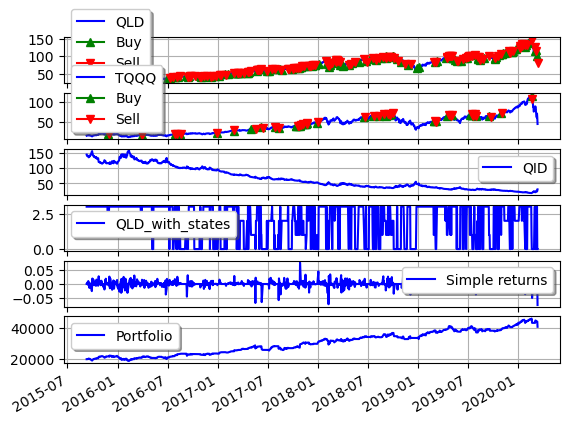 QLD
Buy
Sell
150
100
50
TQQQ
Buy
Sell
100
50
QID
150
100
50
QLD_with_states
2.5
0.0
Simple returns
0.05
0.00
−0.05
Portfolio
40000
20000
2015-07 2016-01 2016-07 2017-01 2017-07 2018-01 2018-07 2019-01 2019-07 2020-01